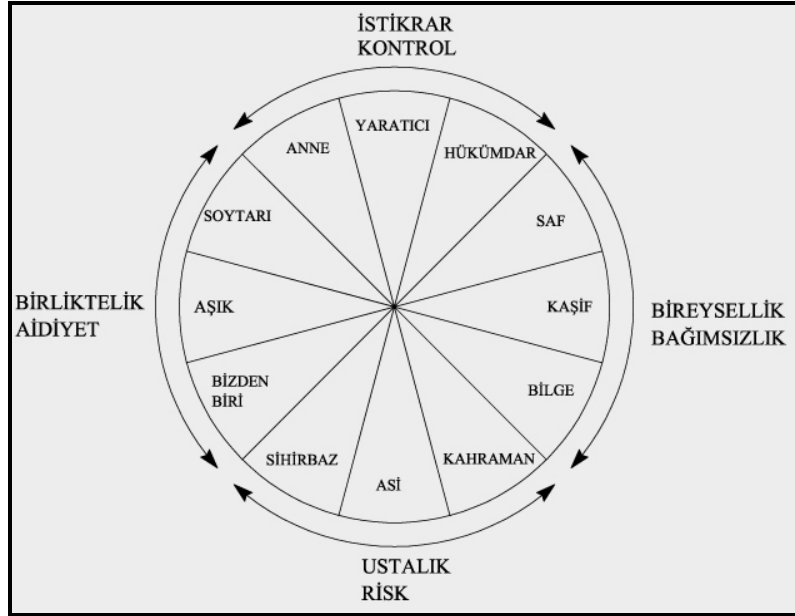 İSTİKRAR
KONTROL
YARATICI
ANNE
HÜKÜMDAR
SOYTARI
SAF
BİRLİKTELİK
AİDİYET
AŞIK
KAŞİF
BİREYSELLİK
BAĞIMSIZLIK
BİZDEN
BİRİ
BİLGE
SİHİRBAZ
KAHRAMAN
ASİ
USTALIK
RİSK